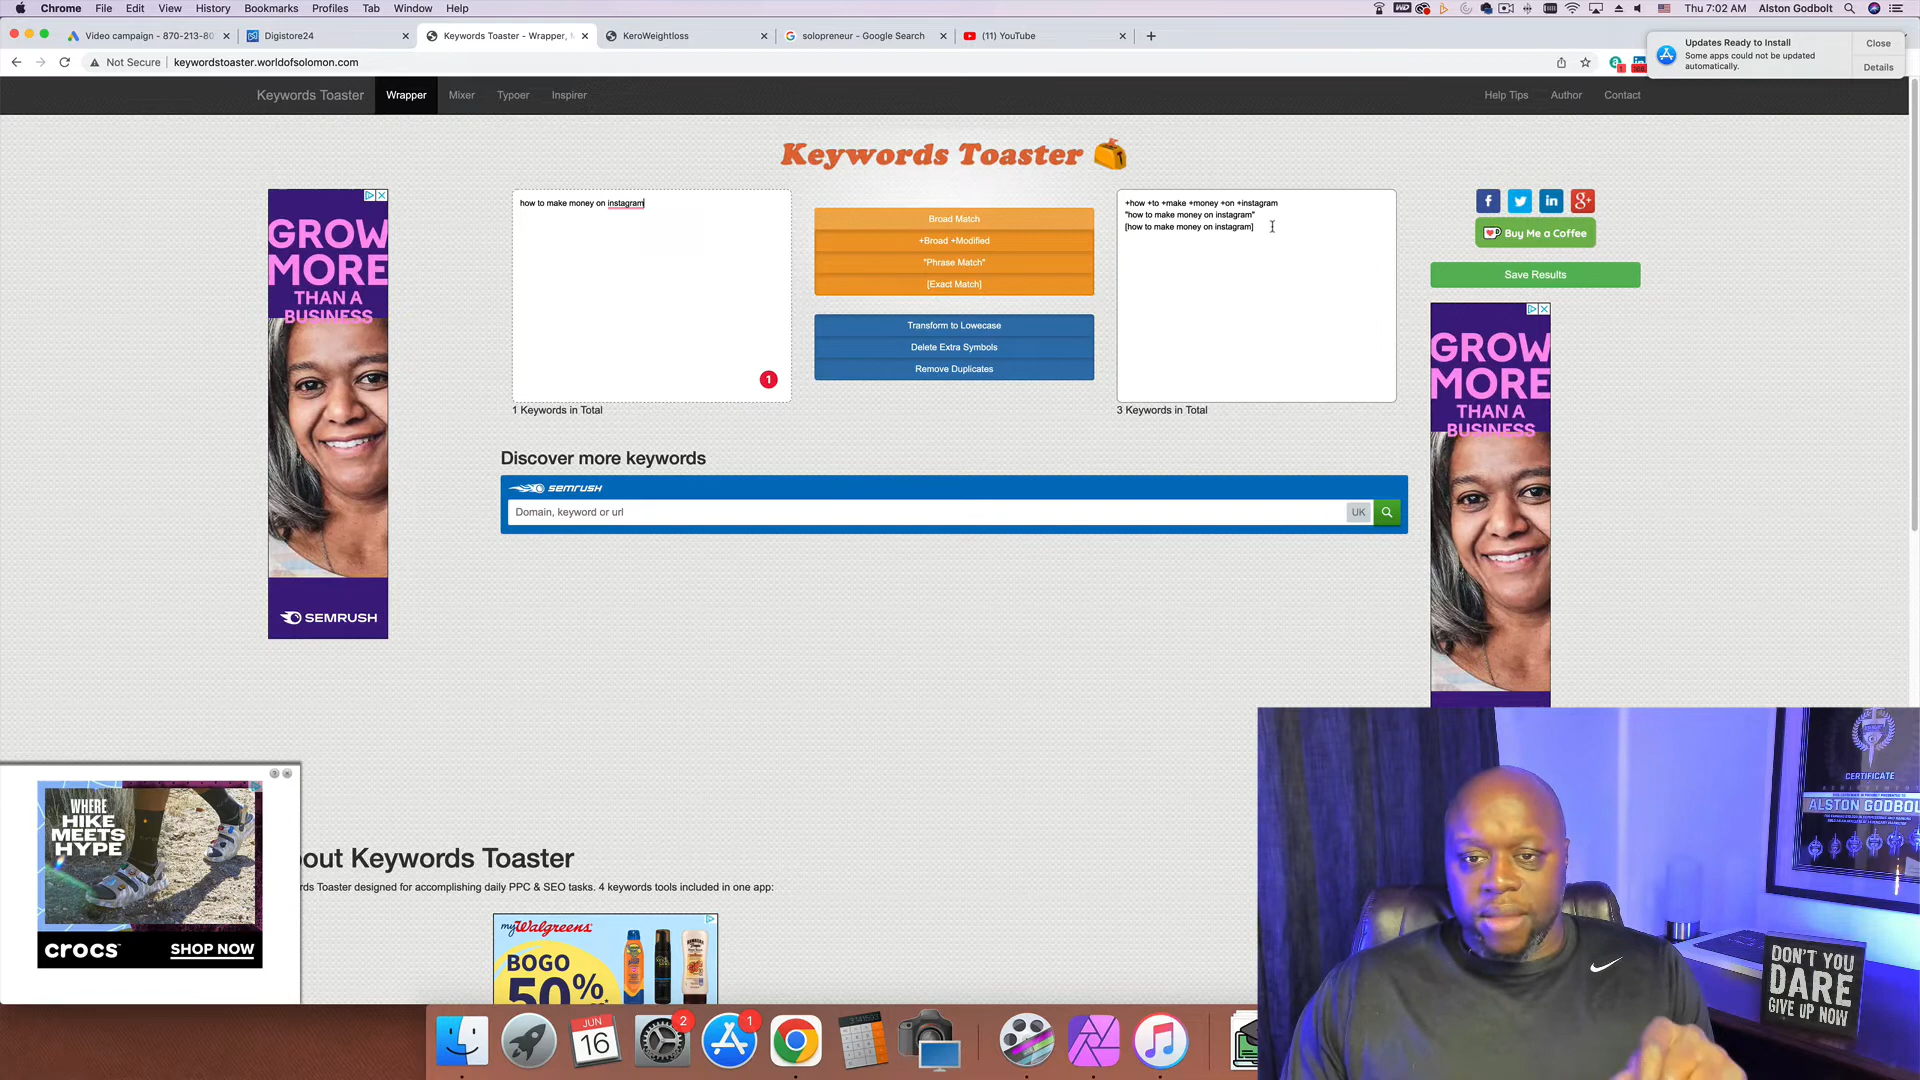 Chrome File Edit View History Bookmarks Profiles Tab Window Help
Thu 7:02 AM Alston Godbolt
Video campaign - 870-213-80
Digistore24
Keywords Toaster - Wrapper,
KeroWeightloss
solopreneur - Google Search
(11) YouTube
Not Secure keywordstoaster.worldofsolomon.com
Updates Ready to Install
Some apps could not be updated
automatically.
Close
Details
Keywords Toaster Wrapper Mixer Typoer Inspirer
Help Tips Author Contact
Keywords Toaster
how to make money on instagram
1
1 Keywords in Total
Broad Match
+Broad +Modified
"Phrase Match"
[Exact Match]
Transform to Lowecase
Delete Extra Symbols
Remove Duplicates
+how +to +make +money +on +instagram
"how to make money on instagram"
[how to make money on instagram]
3 Keywords in Total
Buy Me a Coffee
Save Results
GROW
MORE
THAN A
BUSINESS
SEMRUSH
GROW
MORE
THAN A
BUSINESS
Discover more keywords
semrush
Domain, keyword or url
UK
WHERE
HIKE
MEETS
HYPE
crocs
SHOP NOW
out Keywords Toaster
rds Toaster designed for accomplishing daily PPC & SEO tasks. 4 keywords tools included in one app:
myWalgreens
BOGO
50%
JUN
16
2
1
CERTIFICATE
ALSTON GODBOL
DON'T YOU
DARE
GIVE UP NOW